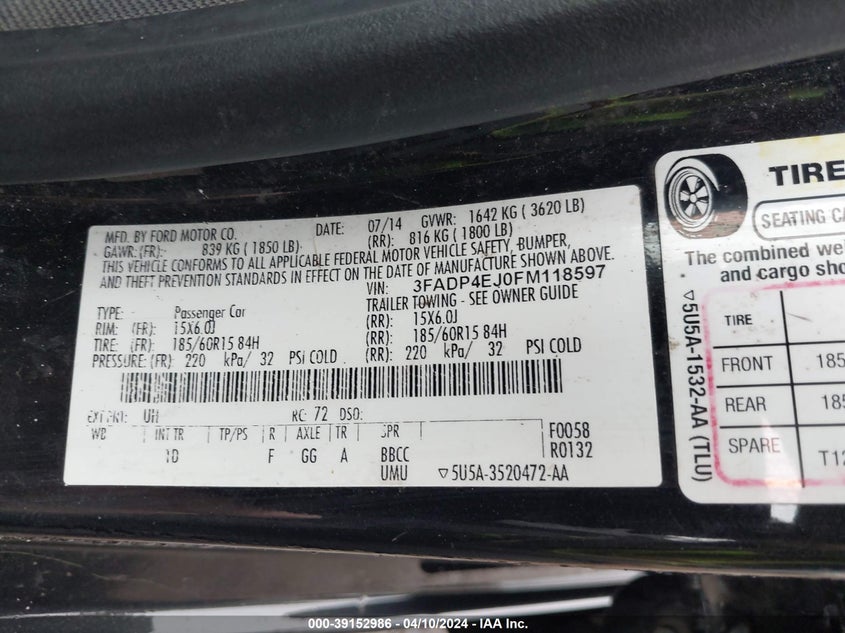 MFD. BY FORD MOTOR CO. DATE: 07/14 GVWR: 1642 KG ( 3620 LB)
GAWR: (FR): 839 KG ( 1850 LB) (RR): 816 KG ( 1800 LB)
THIS VEHICLE CONFORMS TO ALL APPLICABLE FEDERAL MOTOR VEHICLE SAFETY, BUMPER,
AND THEFT PREVENTION STANDARDS IN EFFECT ON THE DATE OF MANUFACTURE SHOWN ABOVE.
VIN: 3FADP4EJ0FM118597
TYPE: Passenger Car TRAILER TOWING - SEE OWNER GUIDE
RIM: (FR): 15X6.0J (RR): 15X6.0J
TIRE: (FR): 185/60R15 84H (RR): 185/60R15 84H
PRESSURE: (FR): 220 kPa/ 32 PSI COLD (RR): 220 kPa/ 32 PSI COLD
EXT PNT: UH RC: 72 DSO:
WB INT TR TP/PS R AXLE TR SPR F0058
1D F GG A BBCC R0132
UMU ▽5U5A-3520472-AA
TIRE
SEATING CA
The combined wei
and cargo sho
▽5U5A-1532-AA (TLU)
TIRE
FRONT 185
REAR 185
SPARE T12
000-39152986 - 04/10/2024 - IAA Inc.